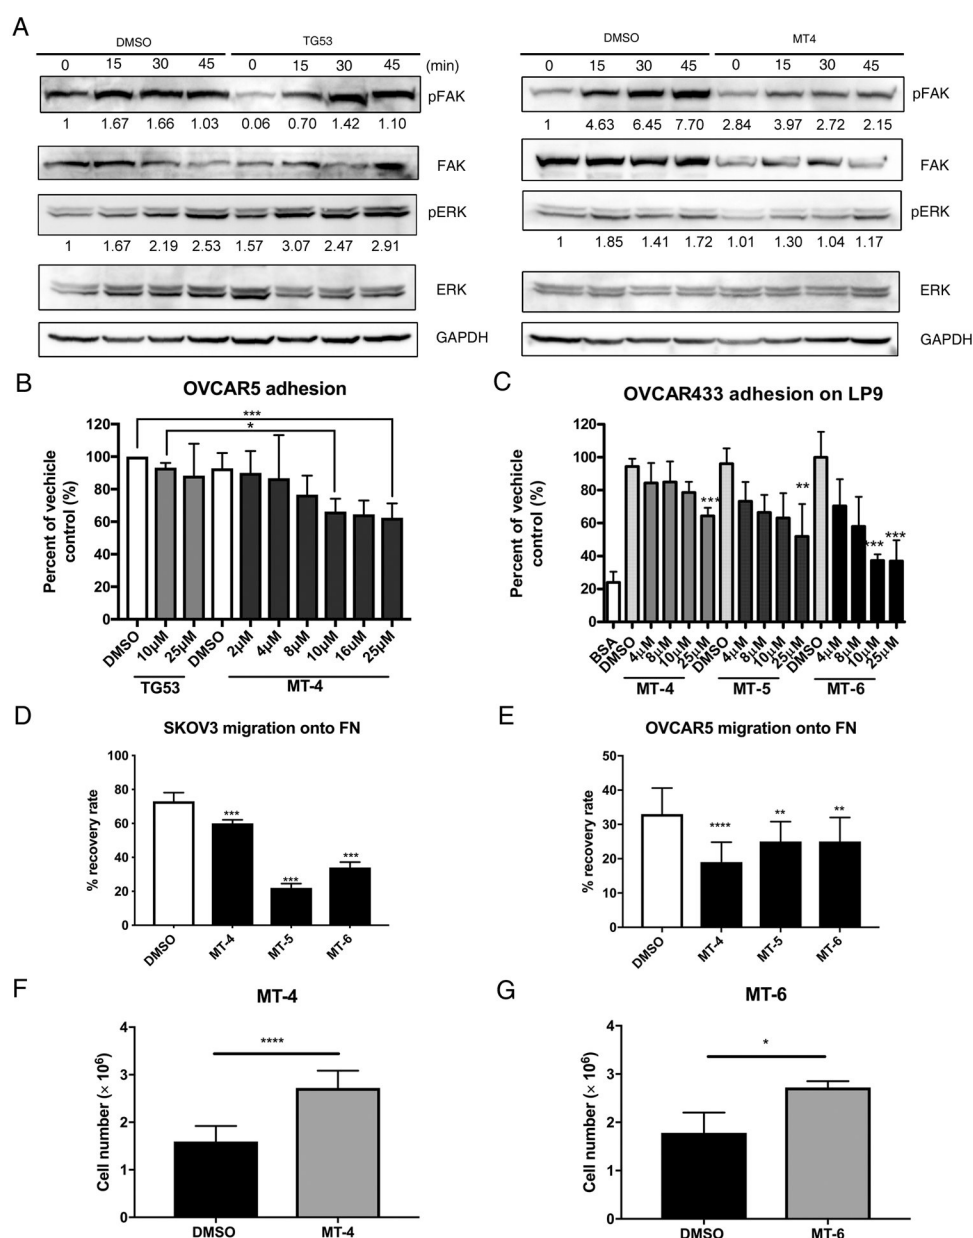 A
DMSO TG53
0 15 30 45 0 15 30 45 (min)
pFAK
1 1.67 1.66 1.03 0.06 0.70 1.42 1.10
FAK
pERK
1 1.67 2.19 2.53 1.57 3.07 2.47 2.91
ERK
GAPDH
DMSO MT4
0 15 30 45 0 15 30 45
pFAK
1 4.63 6.45 7.70 2.84 3.97 2.72 2.15
FAK
pERK
1 1.85 1.41 1.72 1.01 1.30 1.04 1.17
ERK
GAPDH
B
OVCAR5 adhesion
Percent of vechicle
control (%)
120
100
80
60
40
20
0
***
*
DMSO 10µM 25µM DMSO 2µM 4µM 8µM 10µM 16uM 25µM
TG53 MT-4
C
OVCAR433 adhesion on LP9
Percent of vehicle
control (%)
120
100
80
60
40
20
0
*** ** *** ***
BSA DMSO 4µM 8µM 10µM 25µM DMSO 4µM 8µM 10µM 25µM DMSO 4µM 8µM 10µM 25µM
MT-4 MT-5 MT-6
D
SKOV3 migration onto FN
% recovery rate
100
80
60
40
20
0
*** *** ***
DMSO MT-4 MT-5 MT-6
E
OVCAR5 migration onto FN
% recovery rate
50
40
30
20
10
0
**** ** **
DMSO MT-4 MT-5 MT-6
F
MT-4
Cell number (× 10⁶)
4
3
2
1
0
****
DMSO MT-4
G
MT-6
Cell number (× 10⁶)
4
3
2
1
0
*
DMSO MT-6